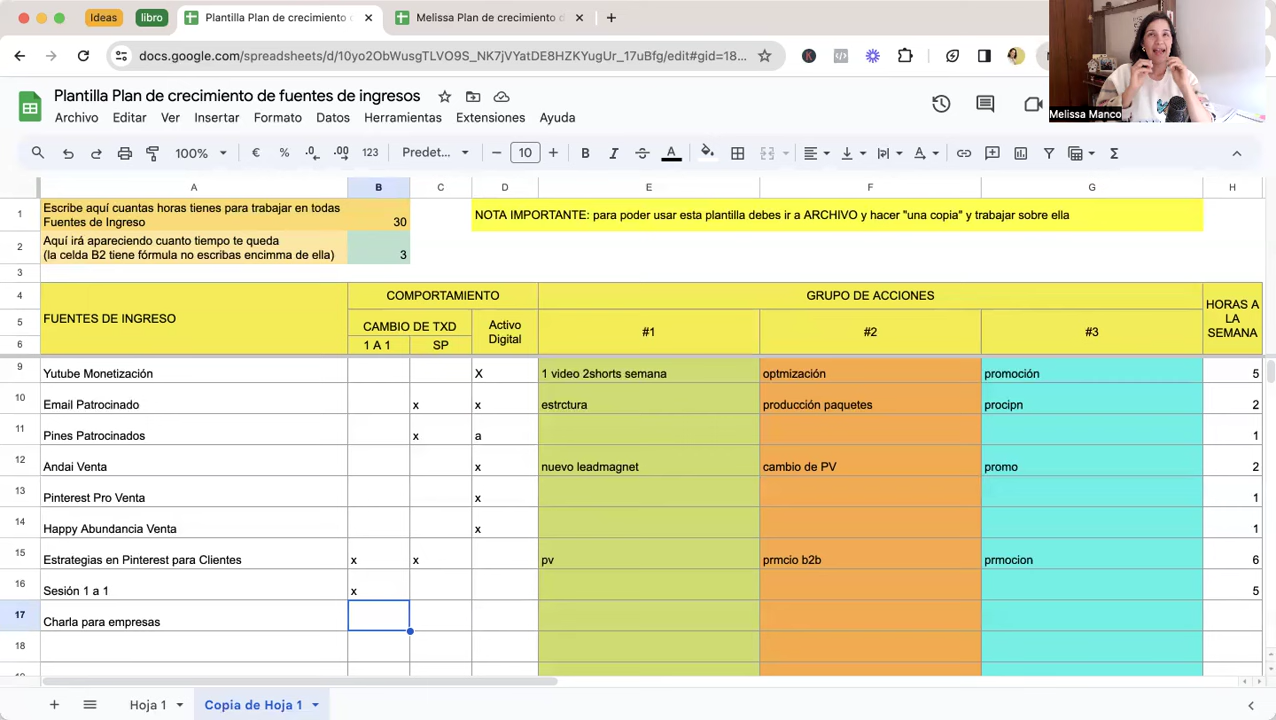 Ideas libro Plantilla Plan de crecimiento de Melissa Plan de crecimiento d
docs.google.com/spreadsheets/d/10yo2ObWusgTLVO95_NK7jVYatDE8HZKYugUr_17uBfg/edit#gid=18...
Plantilla Plan de crecimiento de fuentes de ingresos
Archivo Editar Ver Insertar Formato Datos Herramientas Extensiones Ayuda
Melissa Manco
100% € % .0 .00 123 Predet... 10 B I A
A B C D E F G H
1 Escribe aquí cuantas horas tienes para trabajar en todas
Fuentes de Ingreso 30 NOTA IMPORTANTE: para poder usar esta plantilla debes ir a ARCHIVO y hacer "una copia" y trabajar sobre ella
2 Aquí irá apareciendo cuanto tiempo te queda
(la celda B2 tiene fórmula no escribas encimma de ella) 3
3
4 FUENTES DE INGRESO COMPORTAMIENTO GRUPO DE ACCIONES HORAS A LA SEMANA
5 CAMBIO DE TXD Activo Digital #1 #2 #3
6 1 A 1 SP
9 Yutube Monetización X 1 video 2shorts semana optmización promoción 5
10 Email Patrocinado x x estrctura producción paquetes procipn 2
11 Pines Patrocinados x a 1
12 Andai Venta x nuevo leadmagnet cambio de PV promo 2
13 Pinterest Pro Venta x 1
14 Happy Abundancia Venta x 1
15 Estrategias en Pinterest para Clientes x x pv prmcio b2b prmocion 6
16 Sesión 1 a 1 x 5
17 Charla para empresas
18
Hoja 1 Copia de Hoja 1